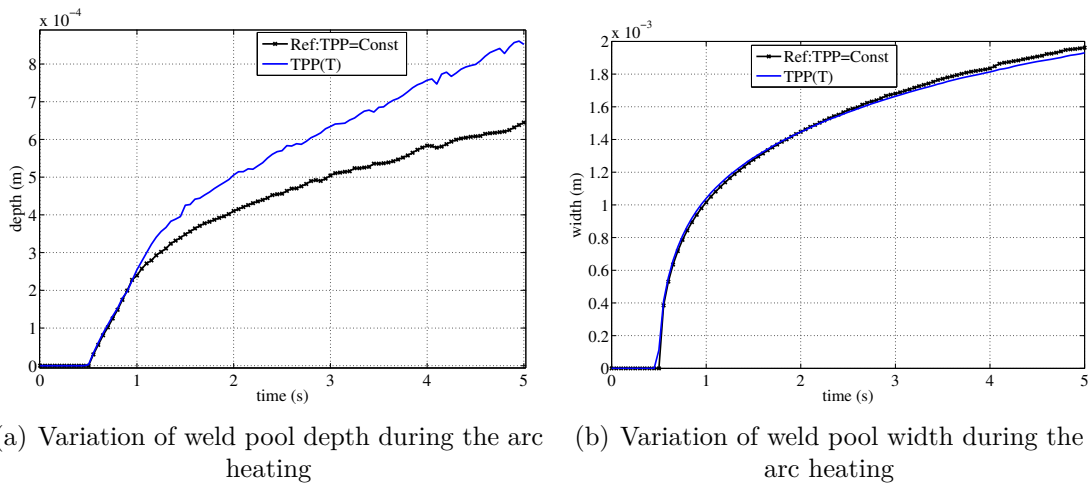 x 10⁻⁴
Ref:TPP=Const
TPP(T)
8
7
6
5
4
3
2
1
0
depth (m)
0 1 2 3 4 5
time (s)
x 10⁻³
Ref:TPP=Const
TPP(T)
2
1.8
1.6
1.4
1.2
1
0.8
0.6
0.4
0.2
0
width (m)
0 1 2 3 4 5
time (s)
a) Variation of weld pool depth during the arc
heating
(b) Variation of weld pool width during the
arc heating